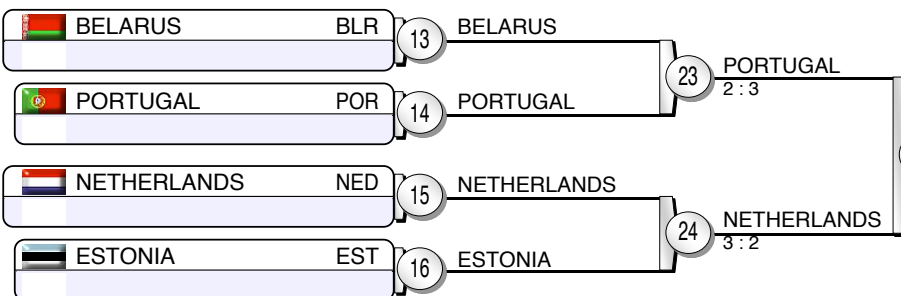 BELARUS BLR 13 BELARUS
23 PORTUGAL
2 : 3
PORTUGAL POR 14 PORTUGAL
NETHERLANDS NED 15 NETHERLANDS
24 NETHERLANDS
3 : 2
ESTONIA EST 16 ESTONIA